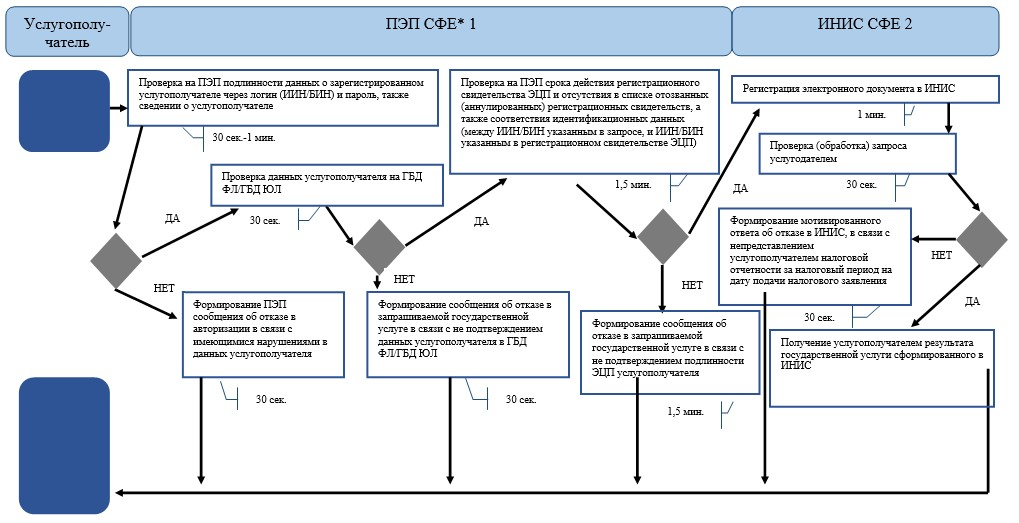 Услугополу-
чатель
ПЭП СФЕ* 1
ИНИС СФЕ 2
Проверка на ПЭП подлинности данных о зарегистрированном
услугополучателе через логин (ИИН/БИН) и пароль, также
сведении о услугополучателе
30 сек.-1 мин.
Проверка на ПЭП срока действия регистрационного
свидетельства ЭЦП и отсутствия в списке отозванных
(аннулированных) регистрационных свидетельств, а
также соответствия идентификационных данных
(между ИИН/БИН указанным в запросе, и ИИН/БИН
указанным в регистрационном свидетельстве ЭЦП)
1,5 мин.
Регистрация электронного документа в ИНИС
1 мин.
Проверка (обработка) запроса
услугодателем
30 сек.
Проверка данных услугополучателя на ГБД
ФЛ/ГБД ЮЛ
30 сек.
ДА
ДА
ДА
Формирование мотивированного
ответа об отказе в ИНИС, в связи с
непредставлением
услугополучателем налоговой
отчетности за налоговый период на
дату подачи налогового заявления
30 сек.
НЕТ
НЕТ
НЕТ
НЕТ
ДА
Формирование ПЭП
сообщения об отказе в
авторизации в связи с
имеющимися нарушениями в
данных услугополучателя
30 сек.
Формирование сообщения об отказе в
запрашиваемой государственной
услуге в связи с не подтверждением
данных услугополучателя в ГБД
ФЛ/ГБД ЮЛ
30 сек.
Формирование сообщения об
отказе в запрашиваемой
государственной услуге в связи с
не подтверждением подлинности
ЭЦП услугополучателя
1,5 мин.
Получение услугополучателем результата
государственной услуги сформированного в
ИНИС